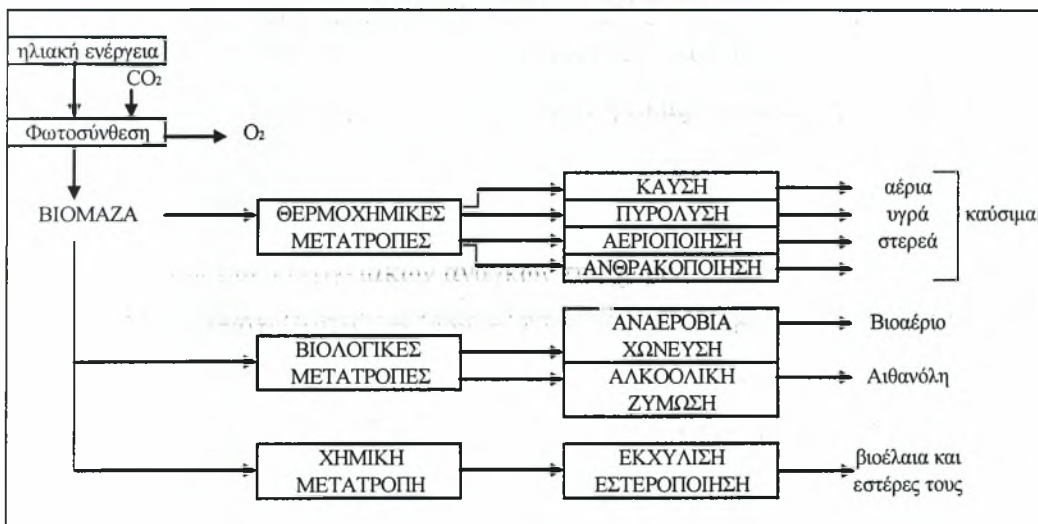 ηλιακή ενέργεια
CO₂
Φωτοσύνθεση
O₂
ΒΙΟΜΑΖΑ
ΘΕΡΜΟΧΗΜΙΚΕΣ
ΜΕΤΑΤΡΟΠΕΣ
ΚΑΥΣΗ
ΠΥΡΟΛΥΣΗ
ΑΕΡΙΟΠΟΙΗΣΗ
ΑΝΘΡΑΚΟΠΟΙΗΣΗ
αέρια
υγρά
στερεά
καύσιμα
ΒΙΟΛΟΓΙΚΕΣ
ΜΕΤΑΤΡΟΠΕΣ
ΑΝΑΕΡΟΒΙΑ
ΧΩΝΕΥΣΗ
ΑΛΚΟΟΛΙΚΗ
ΖΥΜΩΣΗ
Βιοαέριο
Αιθανόλη
ΧΗΜΙΚΗ
ΜΕΤΑΤΡΟΠΗ
ΕΚΧΥΛΙΣΗ
ΕΣΤΕΡΟΠΟΙΗΣΗ
βιοέλαια και
εστέρες τους